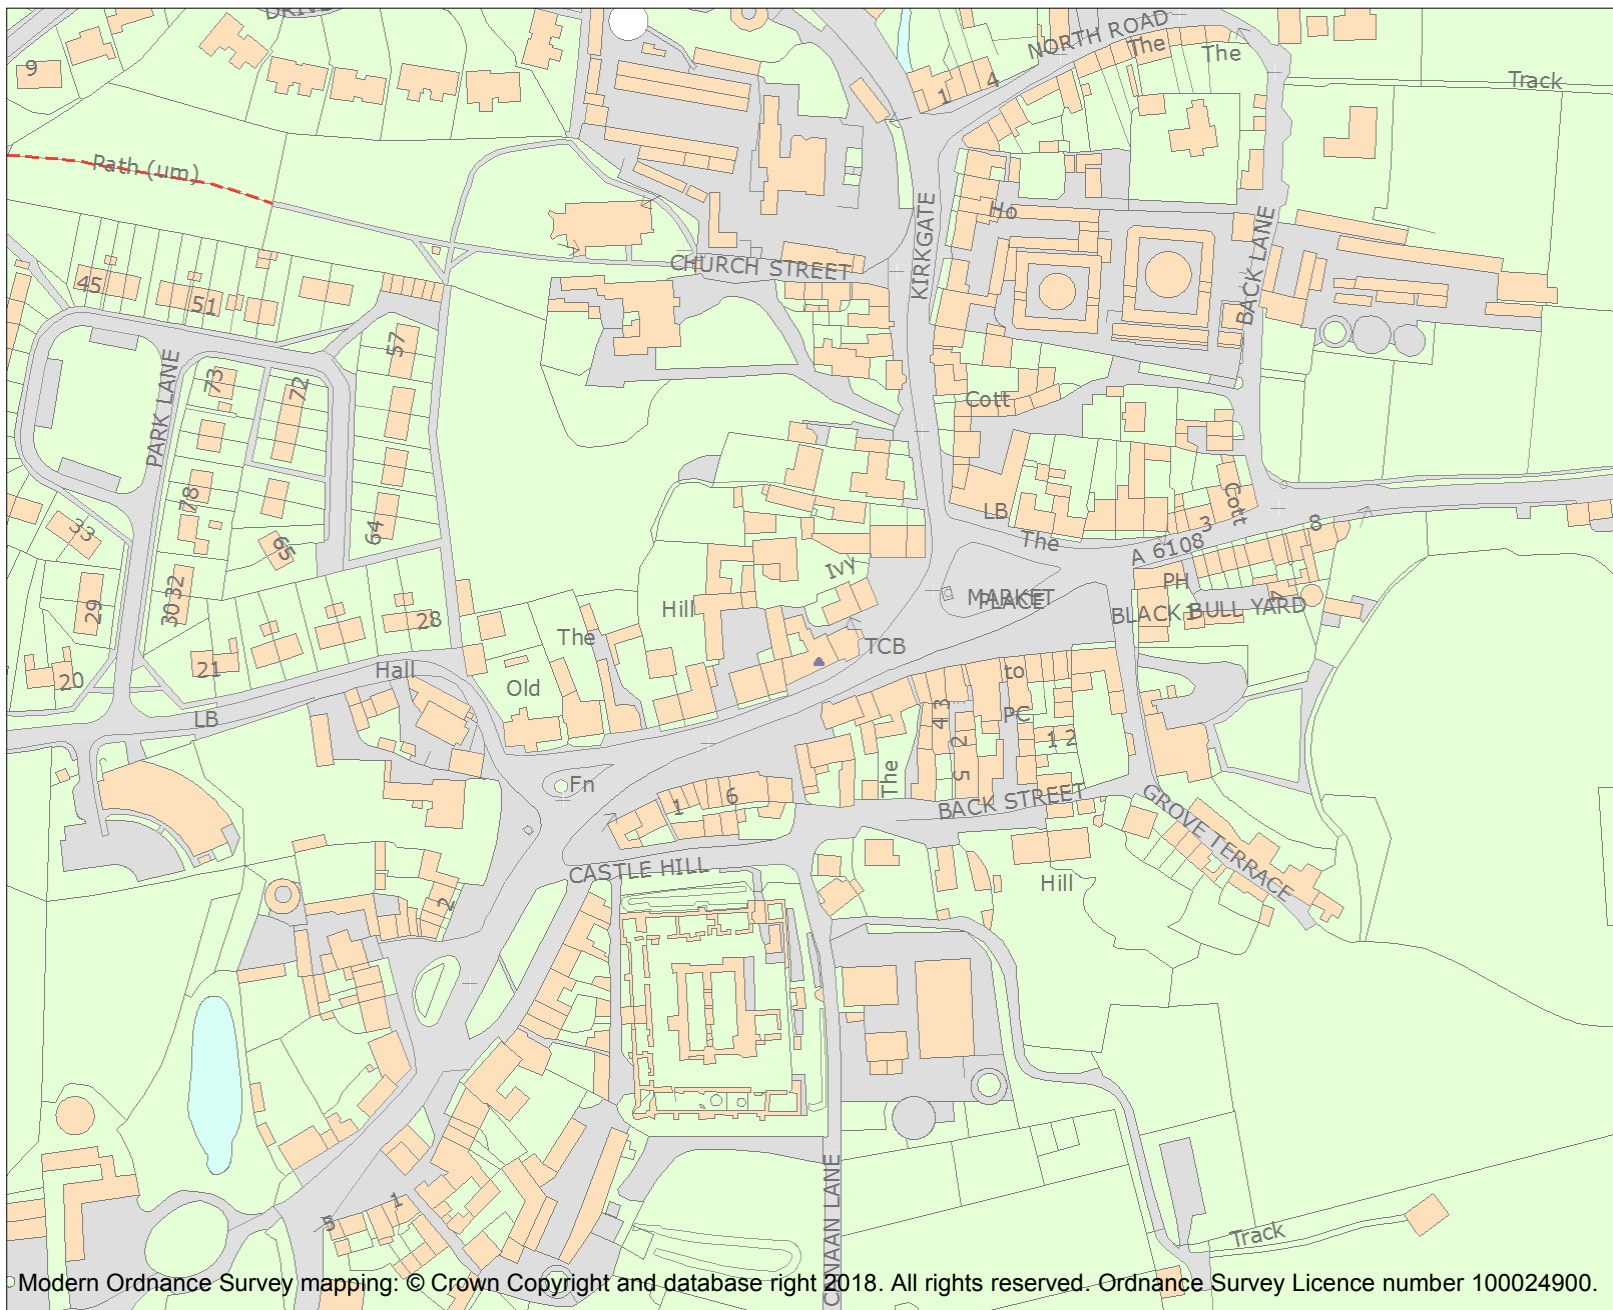 DRIVE
NORTH ROAD
The
The
9
1
4
Track
Path (um)
KIRKGATE
Ho
BACK LANE
CHURCH STREET
45
51
57
PARK LANE
73
72
Cott
78
64
33
65
LB
Cott
3
8
The
A 6108
Ivy
PH
MARKET
PLACE
BLACK BULL YARD
1
29
30
32
28
Hill
The
TCB
21
20
Hall
Old
to
LB
4
3
PC
2
5
1
2
The
Fn
1
6
BACK STREET
GROVE TERRACE
CASTLE HILL
Hill
2
CANAAN LANE
1
5
Track
Modern Ordnance Survey mapping: © Crown Copyright and database right 2018. All rights reserved. Ordnance Survey Licence number 100024900.